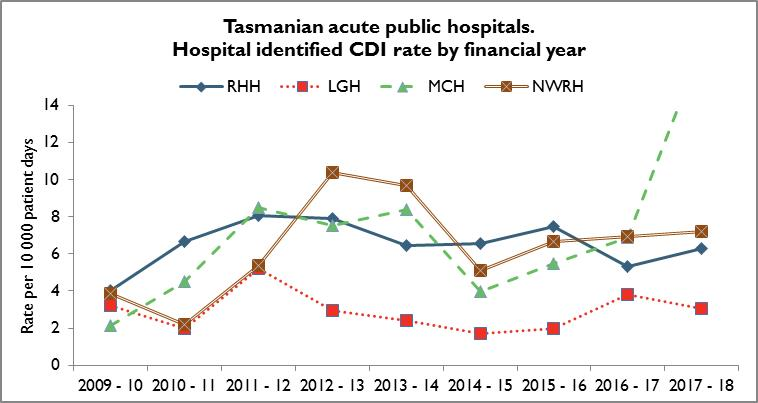 Tasmanian acute public hospitals.
Hospital identified CDI rate by financial year
RHH LGH MCH NWRH
Rate per 10 000 patient days
14
12
10
8
6
4
2
0
2009 - 10 2010 - 11 2011 - 12 2012 - 13 2013 - 14 2014 - 15 2015 - 16 2016 - 17 2017 - 18